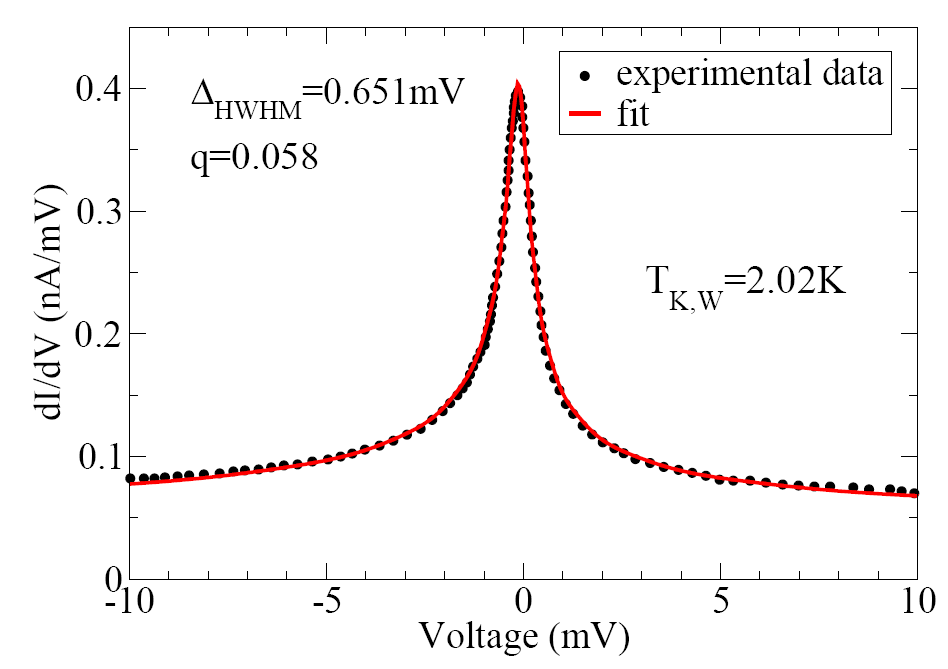 0.4
0.3
0.2
0.1
0
-10
-5
0
5
10
dI/dV (nA/mV)
Voltage (mV)
Δ_HWHM=0.651mV
q=0.058
experimental data
fit
T_K,W=2.02K